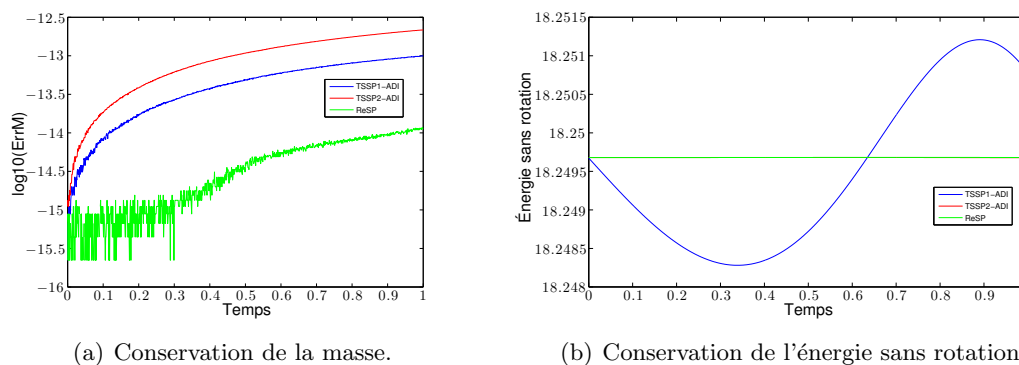 −12.5
−13
−13.5
−14
−14.5
−15
−15.5
−16
log10(ErrM)
TSSP1−ADI
TSSP2−ADI
ReSP
0 0.1 0.2 0.3 0.4 0.5 0.6 0.7 0.8 0.9 1
Temps
(a) Conservation de la masse.
18.2515
18.251
18.2505
18.25
18.2495
18.249
18.2485
18.248
Énergie sans rotation
TSSP1−ADI
TSSP2−ADI
ReSP
0 0.1 0.2 0.3 0.4 0.5 0.6 0.7 0.8 0.9
Temps
(b) Conservation de l'énergie sans rotation